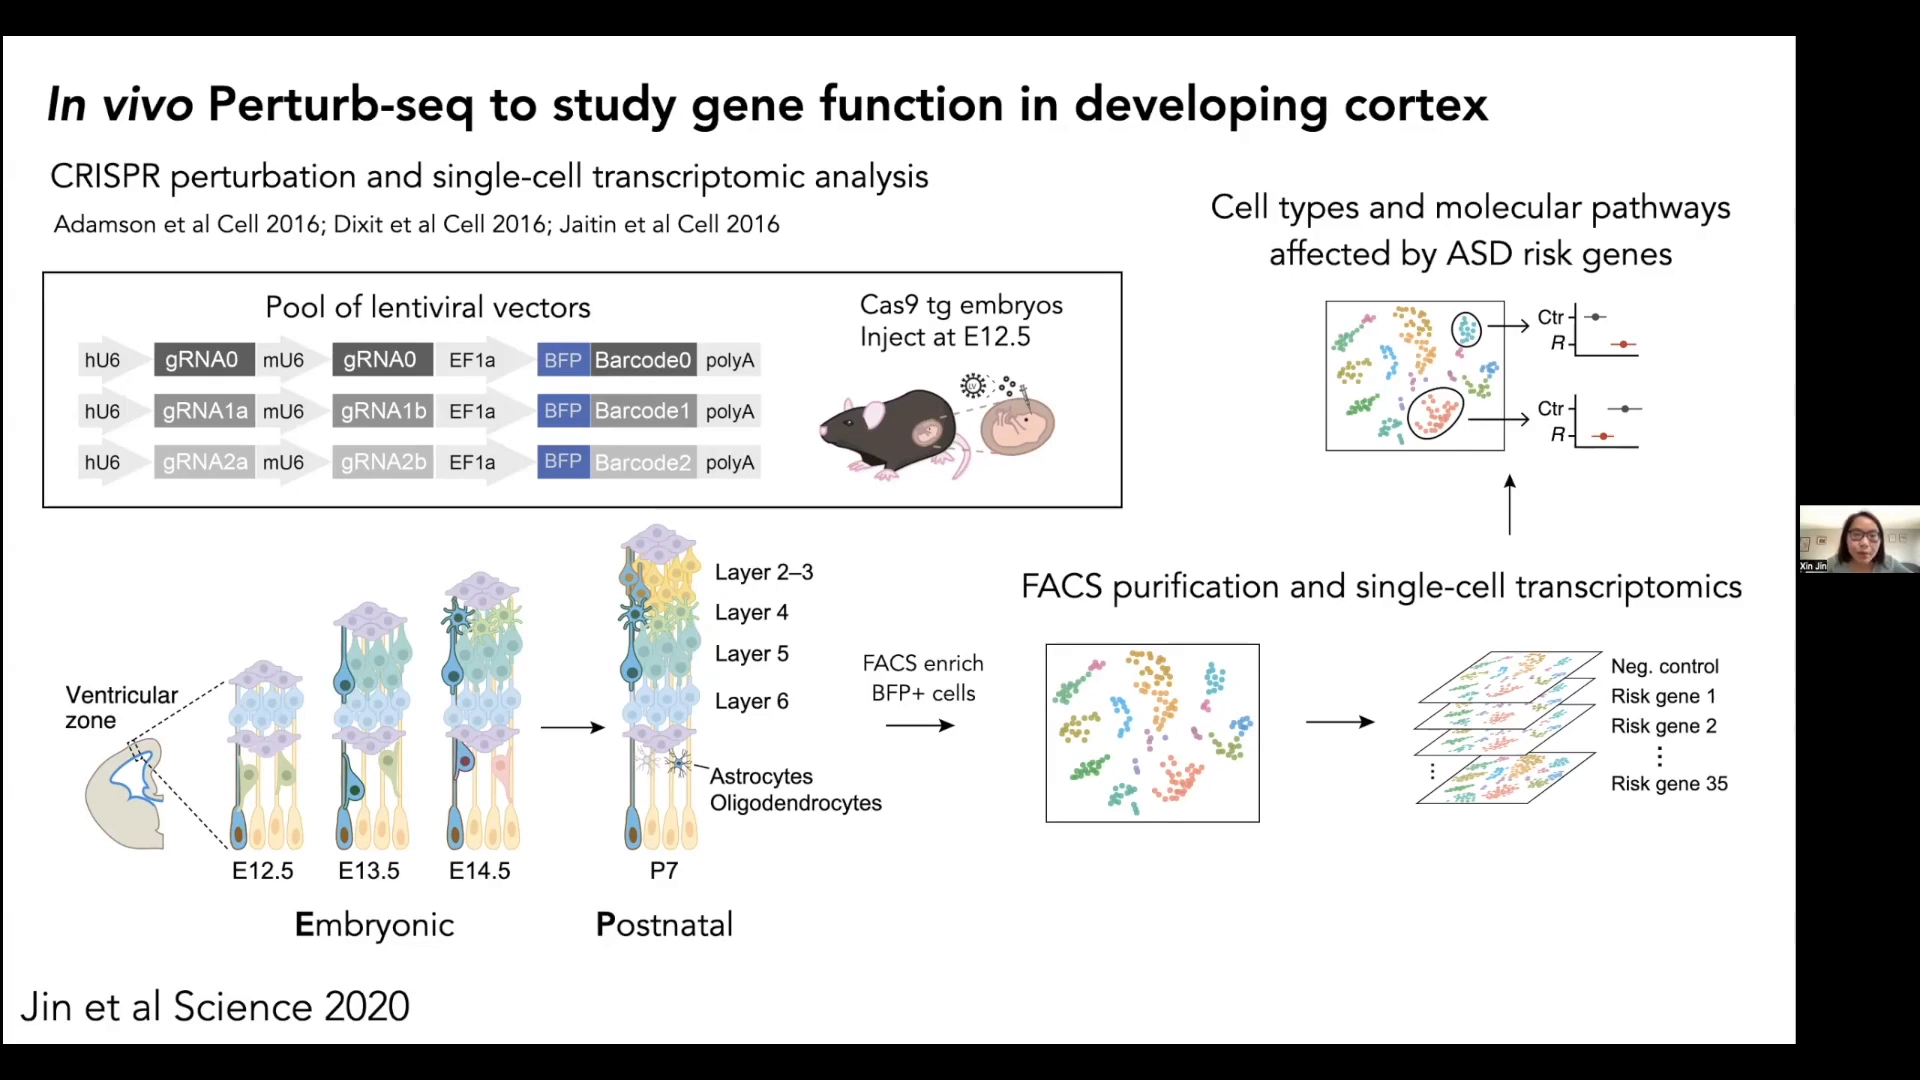 In vivo Perturb-seq to study gene function in developing cortex
CRISPR perturbation and single-cell transcriptomic analysis
Adamson et al Cell 2016; Dixit et al Cell 2016; Jaitin et al Cell 2016
Pool of lentiviral vectors
hU6 gRNA0 mU6 gRNA0 EF1a BFP Barcode0 polyA
hU6 gRNA1a mU6 gRNA1b EF1a BFP Barcode1 polyA
hU6 gRNA2a mU6 gRNA2b EF1a BFP Barcode2 polyA
Cas9 tg embryos
Inject at E12.5
LV
Cell types and molecular pathways
affected by ASD risk genes
Ctr
R
Ctr
R
Ventricular
zone
Layer 2–3
Layer 4
Layer 5
Layer 6
Astrocytes
Oligodendrocytes
E12.5 E13.5 E14.5 P7
Embryonic Postnatal
FACS enrich
BFP+ cells
FACS purification and single-cell transcriptomics
Neg. control
Risk gene 1
Risk gene 2
⋮ ⋮
Risk gene 35
Jin et al Science 2020
Xin Jin